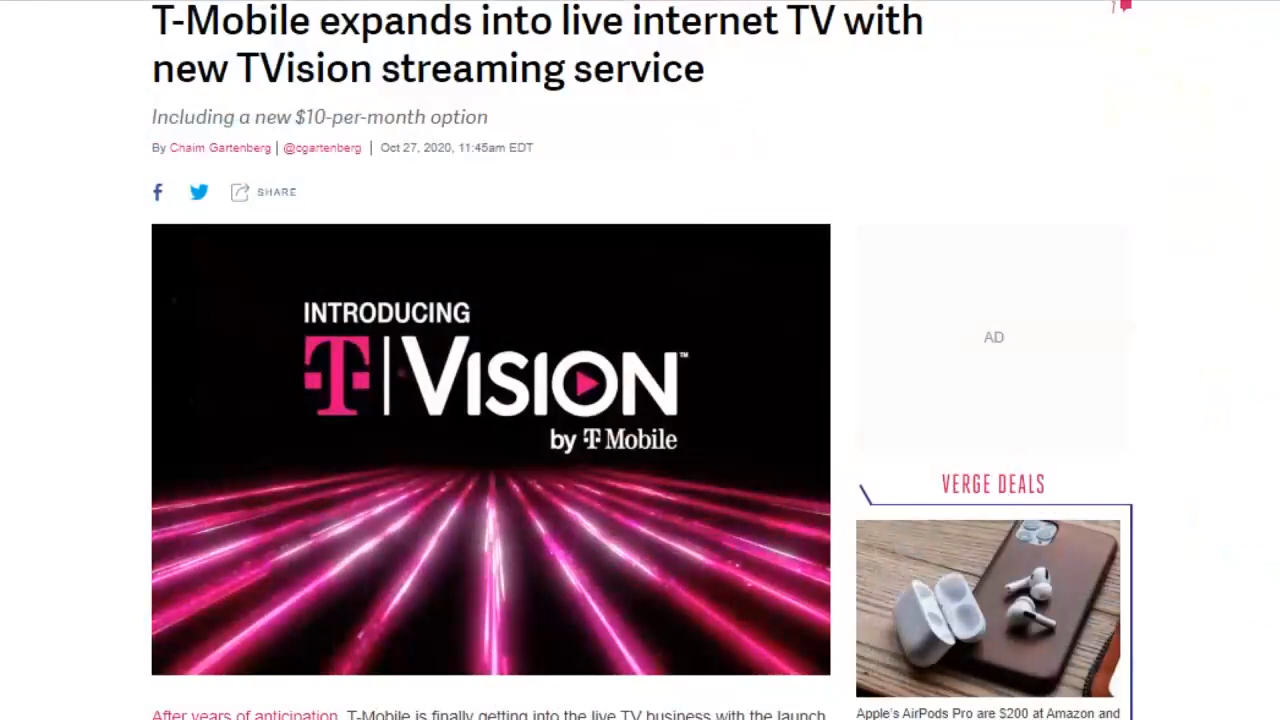 T-Mobile expands into live internet TV with
new TVision streaming service
Including a new $10-per-month option
By Chaim Gartenberg | @cgartenberg | Oct 27, 2020, 11:45am EDT
SHARE
INTRODUCING
T|VISION™
by T Mobile
After years of anticipation, T-Mobile is finally getting into the live TV business with the launch
AD
VERGE DEALS
Apple's AirPods Pro are $200 at Amazon and